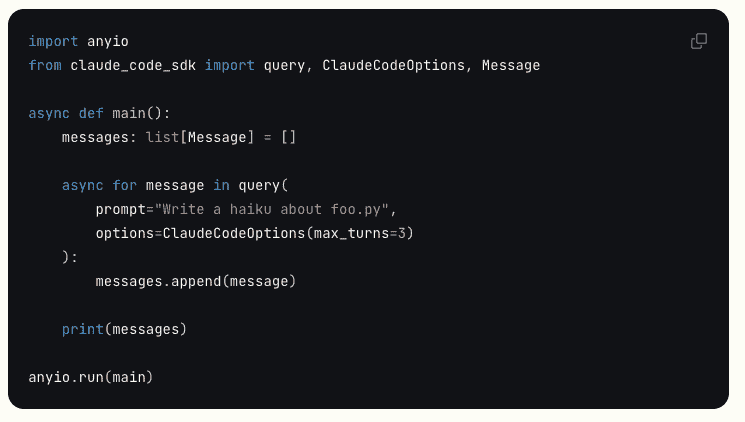 import anyio
from claude_code_sdk import query, ClaudeCodeOptions, Message

async def main():
    messages: list[Message] = []

    async for message in query(
        prompt="Write a haiku about foo.py",
        options=ClaudeCodeOptions(max_turns=3)
    ):
        messages.append(message)

    print(messages)

anyio.run(main)